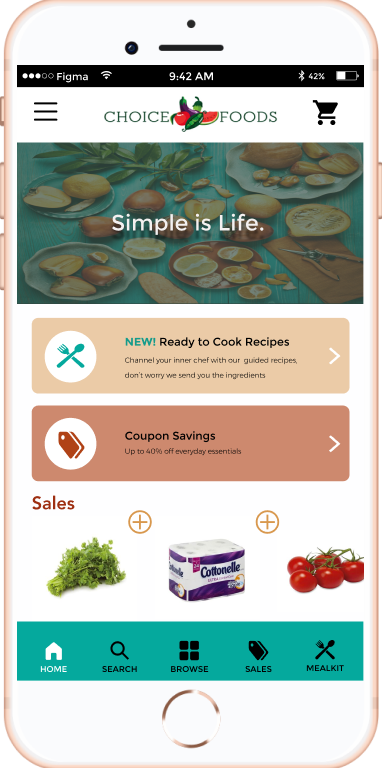 Figma
9:42 AM
42%
CHOICE FOODS
Simple is Life.
NEW! Ready to Cook Recipes
Channel your inner chef with our guided recipes,
don't worry we send you the ingredients
Coupon Savings
Up to 40% off everyday essentials
Sales
Cottonelle
ULTRA
HOME
SEARCH
BROWSE
SALES
MEALKIT